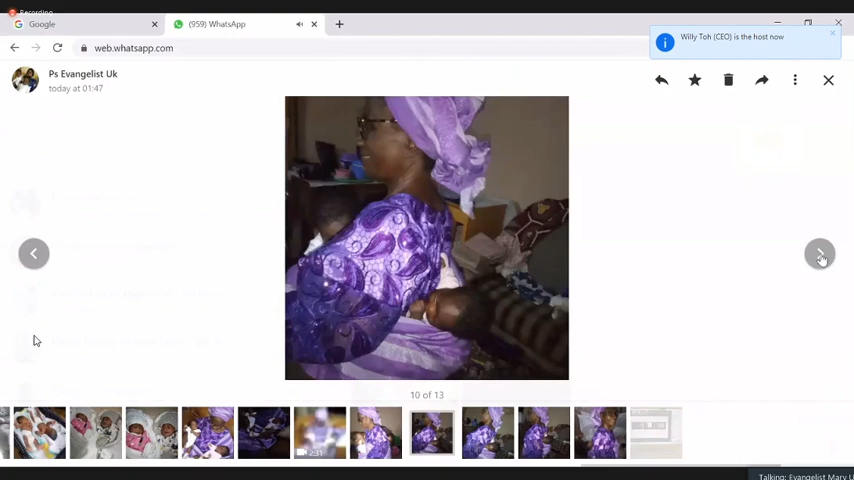 Recording
Google
(959) WhatsApp
web.whatsapp.com
Willy Toh (CEO) is the host now
Ps Evangelist Uk
today at 01:47
10 of 13
2:31
Talking: Evangelist Mary U